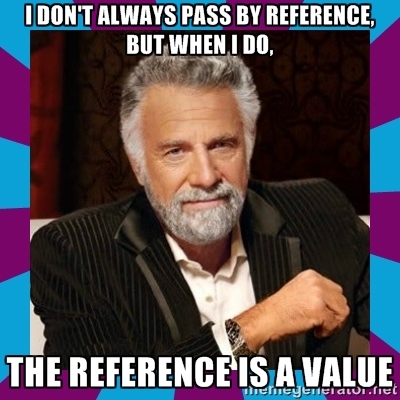 I DON'T ALWAYS PASS BY REFERENCE,
BUT WHEN I DO,
THE REFERENCE IS A VALUE
memegenerator.net